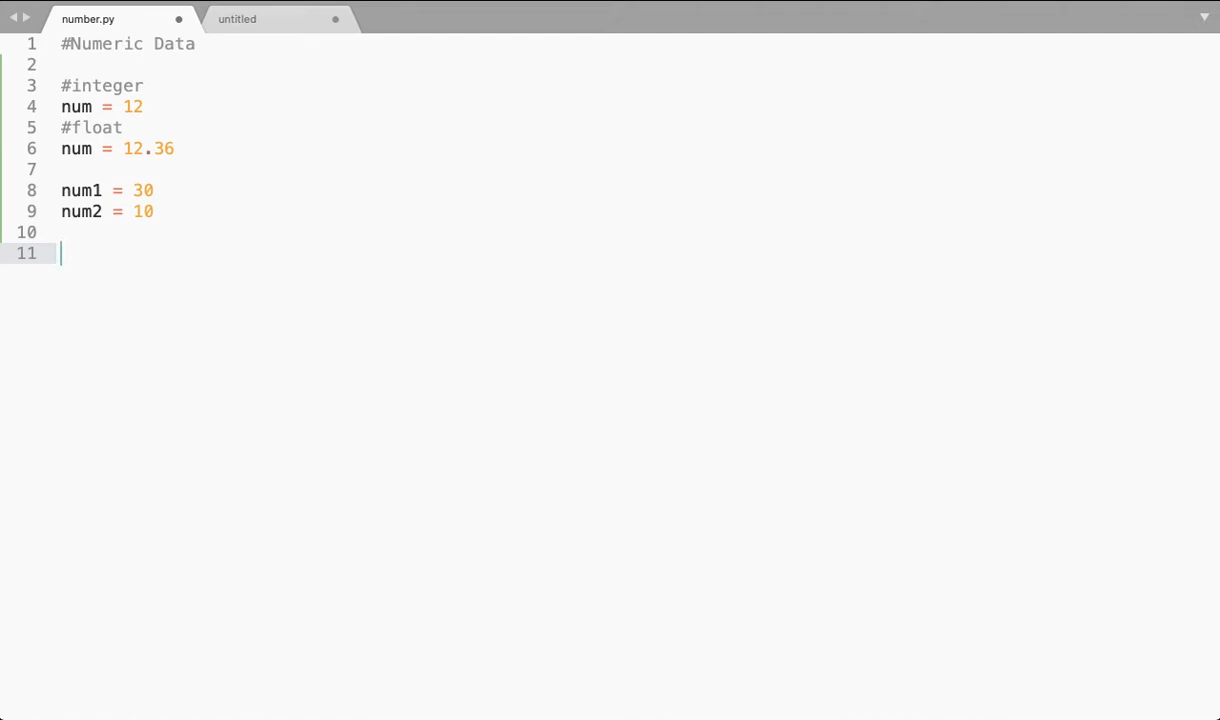 number.py
untitled
1 #Numeric Data
2
3 #integer
4 num = 12
5 #float
6 num = 12.36
7
8 num1 = 30
9 num2 = 10
10
11